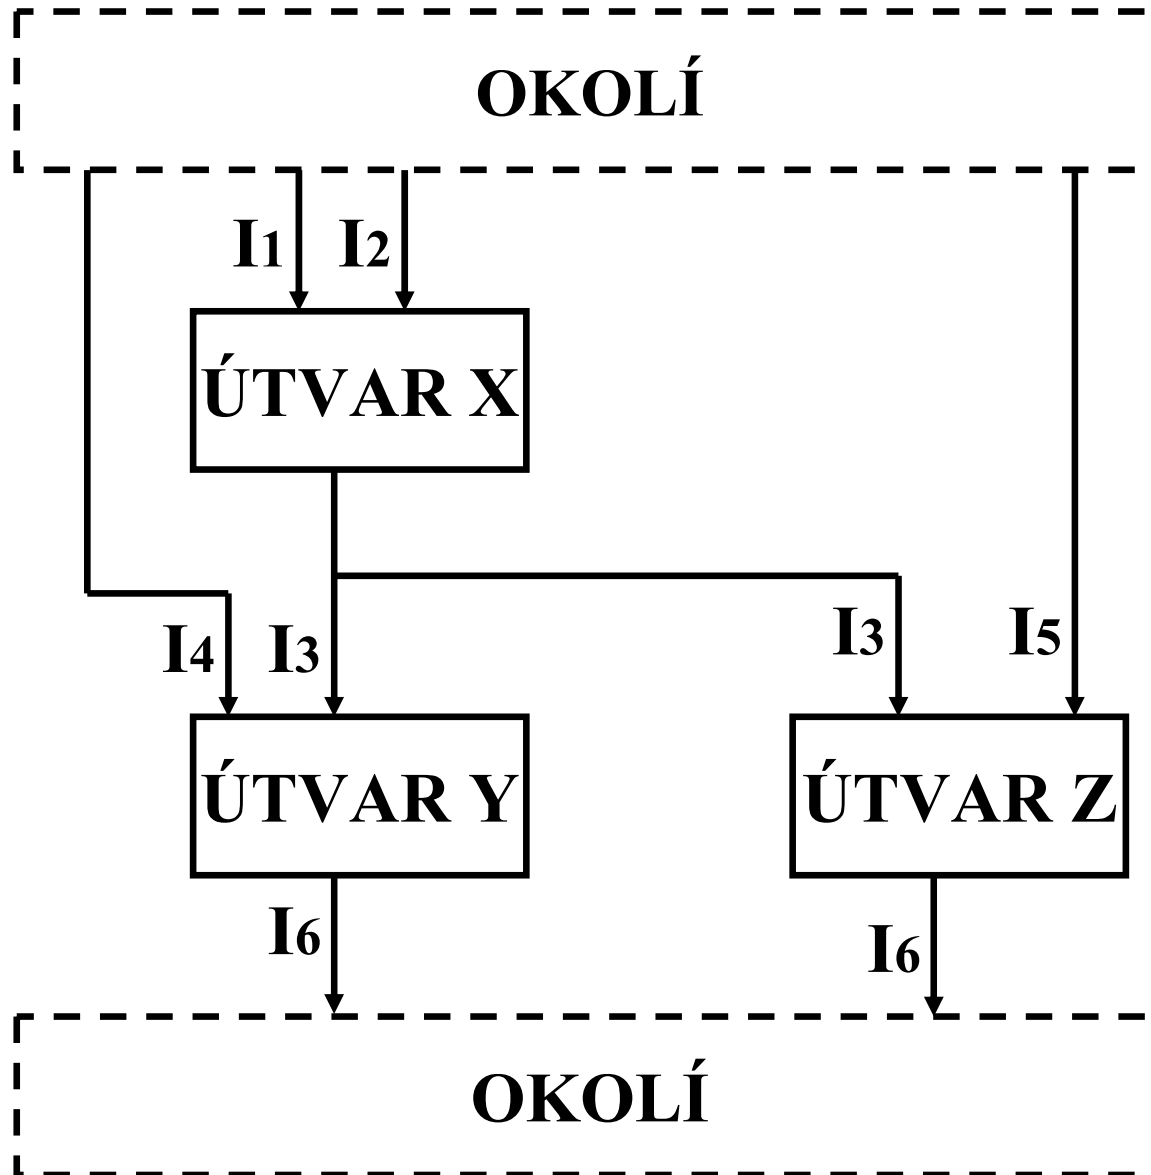 OKOLÍ
I1 I2
ÚTVAR X
I4 I3 I3 I5
ÚTVAR Y ÚTVAR Z
I6 I6
OKOLÍ